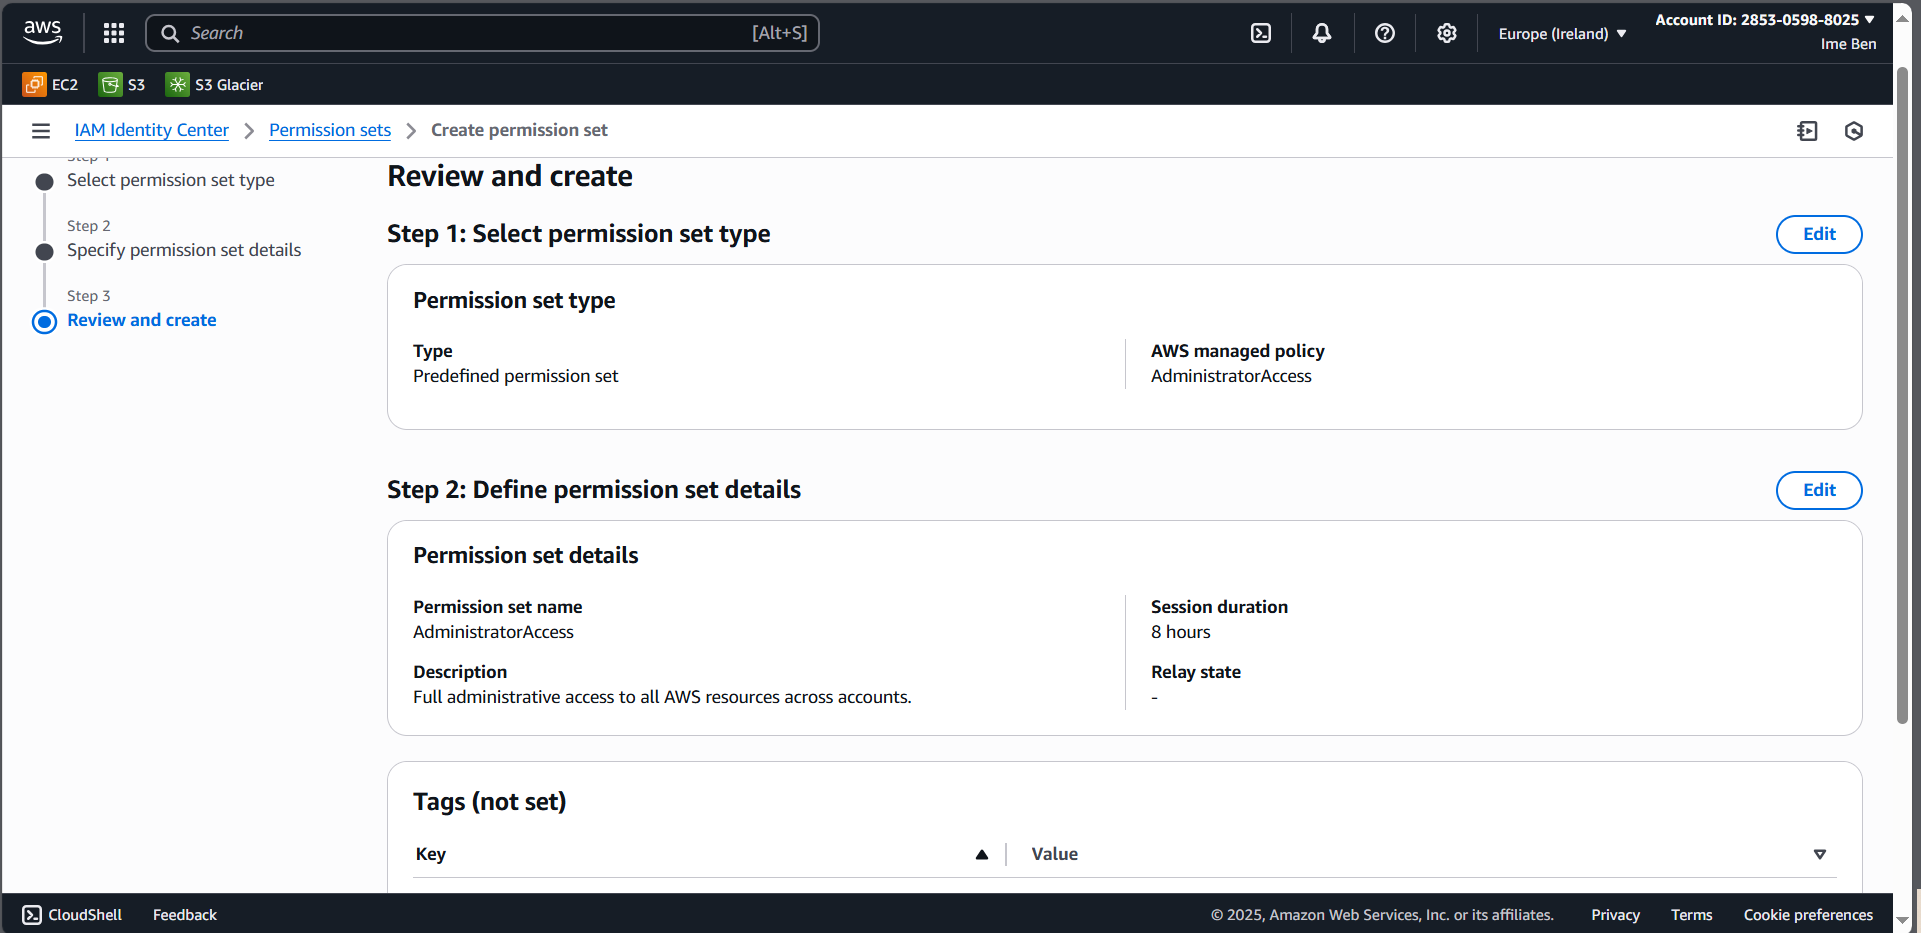 aws
Search
[Alt+S]
Europe (Ireland)
Account ID: 2853-0598-8025
Ime Ben
EC2
S3
S3 Glacier
IAM Identity Center
Permission sets
Create permission set
Step 1
Select permission set type
Step 2
Specify permission set details
Step 3
Review and create
Review and create
Step 1: Select permission set type
Edit
Permission set type
Type
Predefined permission set
AWS managed policy
AdministratorAccess
Step 2: Define permission set details
Edit
Permission set details
Permission set name
AdministratorAccess
Session duration
8 hours
Description
Full administrative access to all AWS resources across accounts.
Relay state
-
Tags (not set)
Key
Value
CloudShell
Feedback
© 2025, Amazon Web Services, Inc. or its affiliates.
Privacy
Terms
Cookie preferences